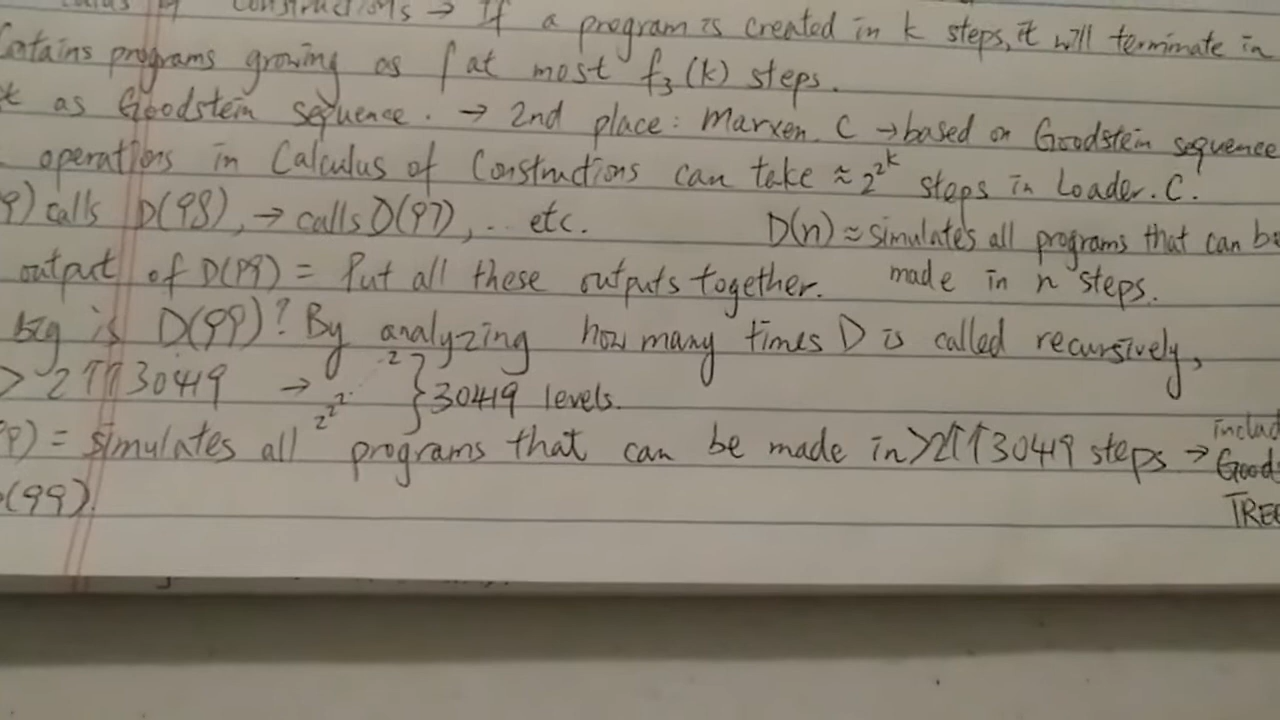 Constructions → If a program is created in k steps, it will terminate in
Contains programs growing as f at most f₃(k) steps.
as Goodstein sequence. → 2nd place: Marxen.C → based on Goodstein sequence
operations in Calculus of Constructions can take ≈ 2^2^k steps in Loader.C.
9) calls D(98), → calls D(97), .. etc. D(n) ≈ simulates all programs that can be
output of D(99) = Put all these outputs together. made in n steps.
big is D(99)? By analyzing how many times D is called recursively,
> 2↑↑30419 → 2^2^2^...^2 } 30419 levels.
9) = simulates all programs that can be made in >2↑↑30419 steps →
includ
Good
TREE
(99).